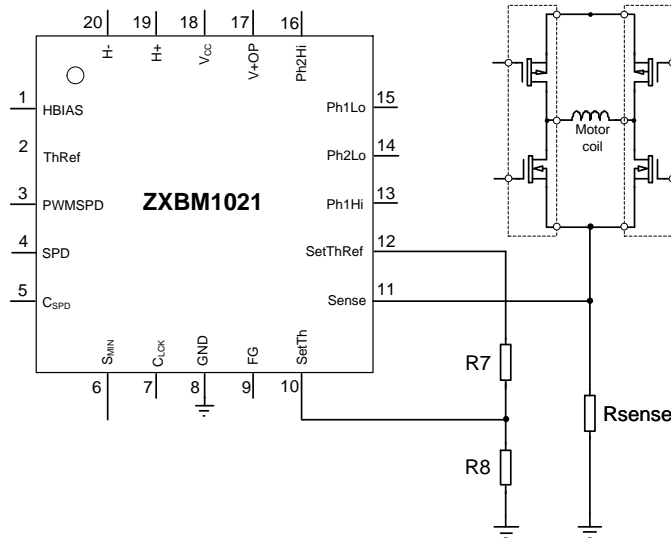 20
19
18
17
16
H-
H+
VCC
V+OP
Ph2Hi
1
HBIAS
2
ThRef
3
PWMSPD
4
SPD
5
CSPD
ZXBM1021
Ph1Lo
15
Ph2Lo
14
Ph1Hi
13
SetThRef
12
Sense
11
SMIN
CLCK
GND
FG
SetTh
6
7
8
9
10
Motor
coil
R7
R8
Rsense